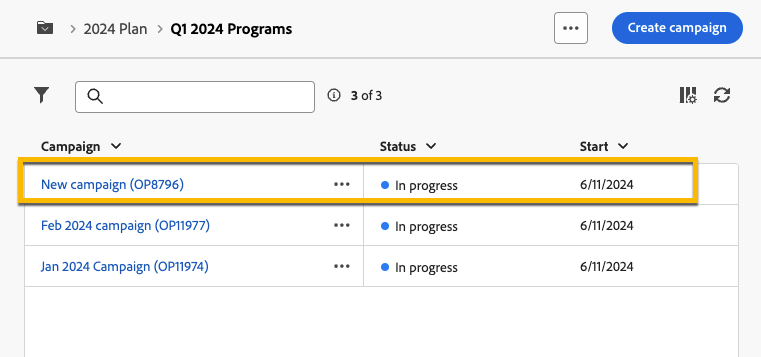 2024 Plan Q1 2024 Programs Create campaign
3 of 3
Campaign Status Start
New campaign (OP8796) In progress 6/11/2024
Feb 2024 campaign (OP11977) In progress 6/11/2024
Jan 2024 Campaign (OP11974) In progress 6/11/2024